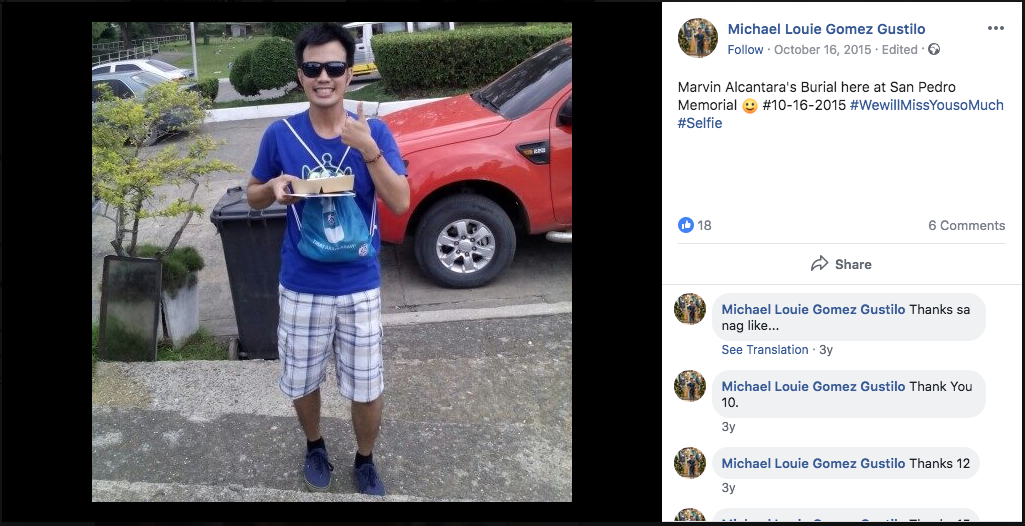 Michael Louie Gomez Gustilo
Follow · October 16, 2015 · Edited ·
Marvin Alcantara's Burial here at San Pedro
Memorial 🙂 #10-16-2015 #WewillMissYousoMuch
#Selfie
18
6 Comments
Share
Michael Louie Gomez Gustilo Thanks sa
nag like...
See Translation · 3y
Michael Louie Gomez Gustilo Thank You
10.
3y
Michael Louie Gomez Gustilo Thanks 12
3y